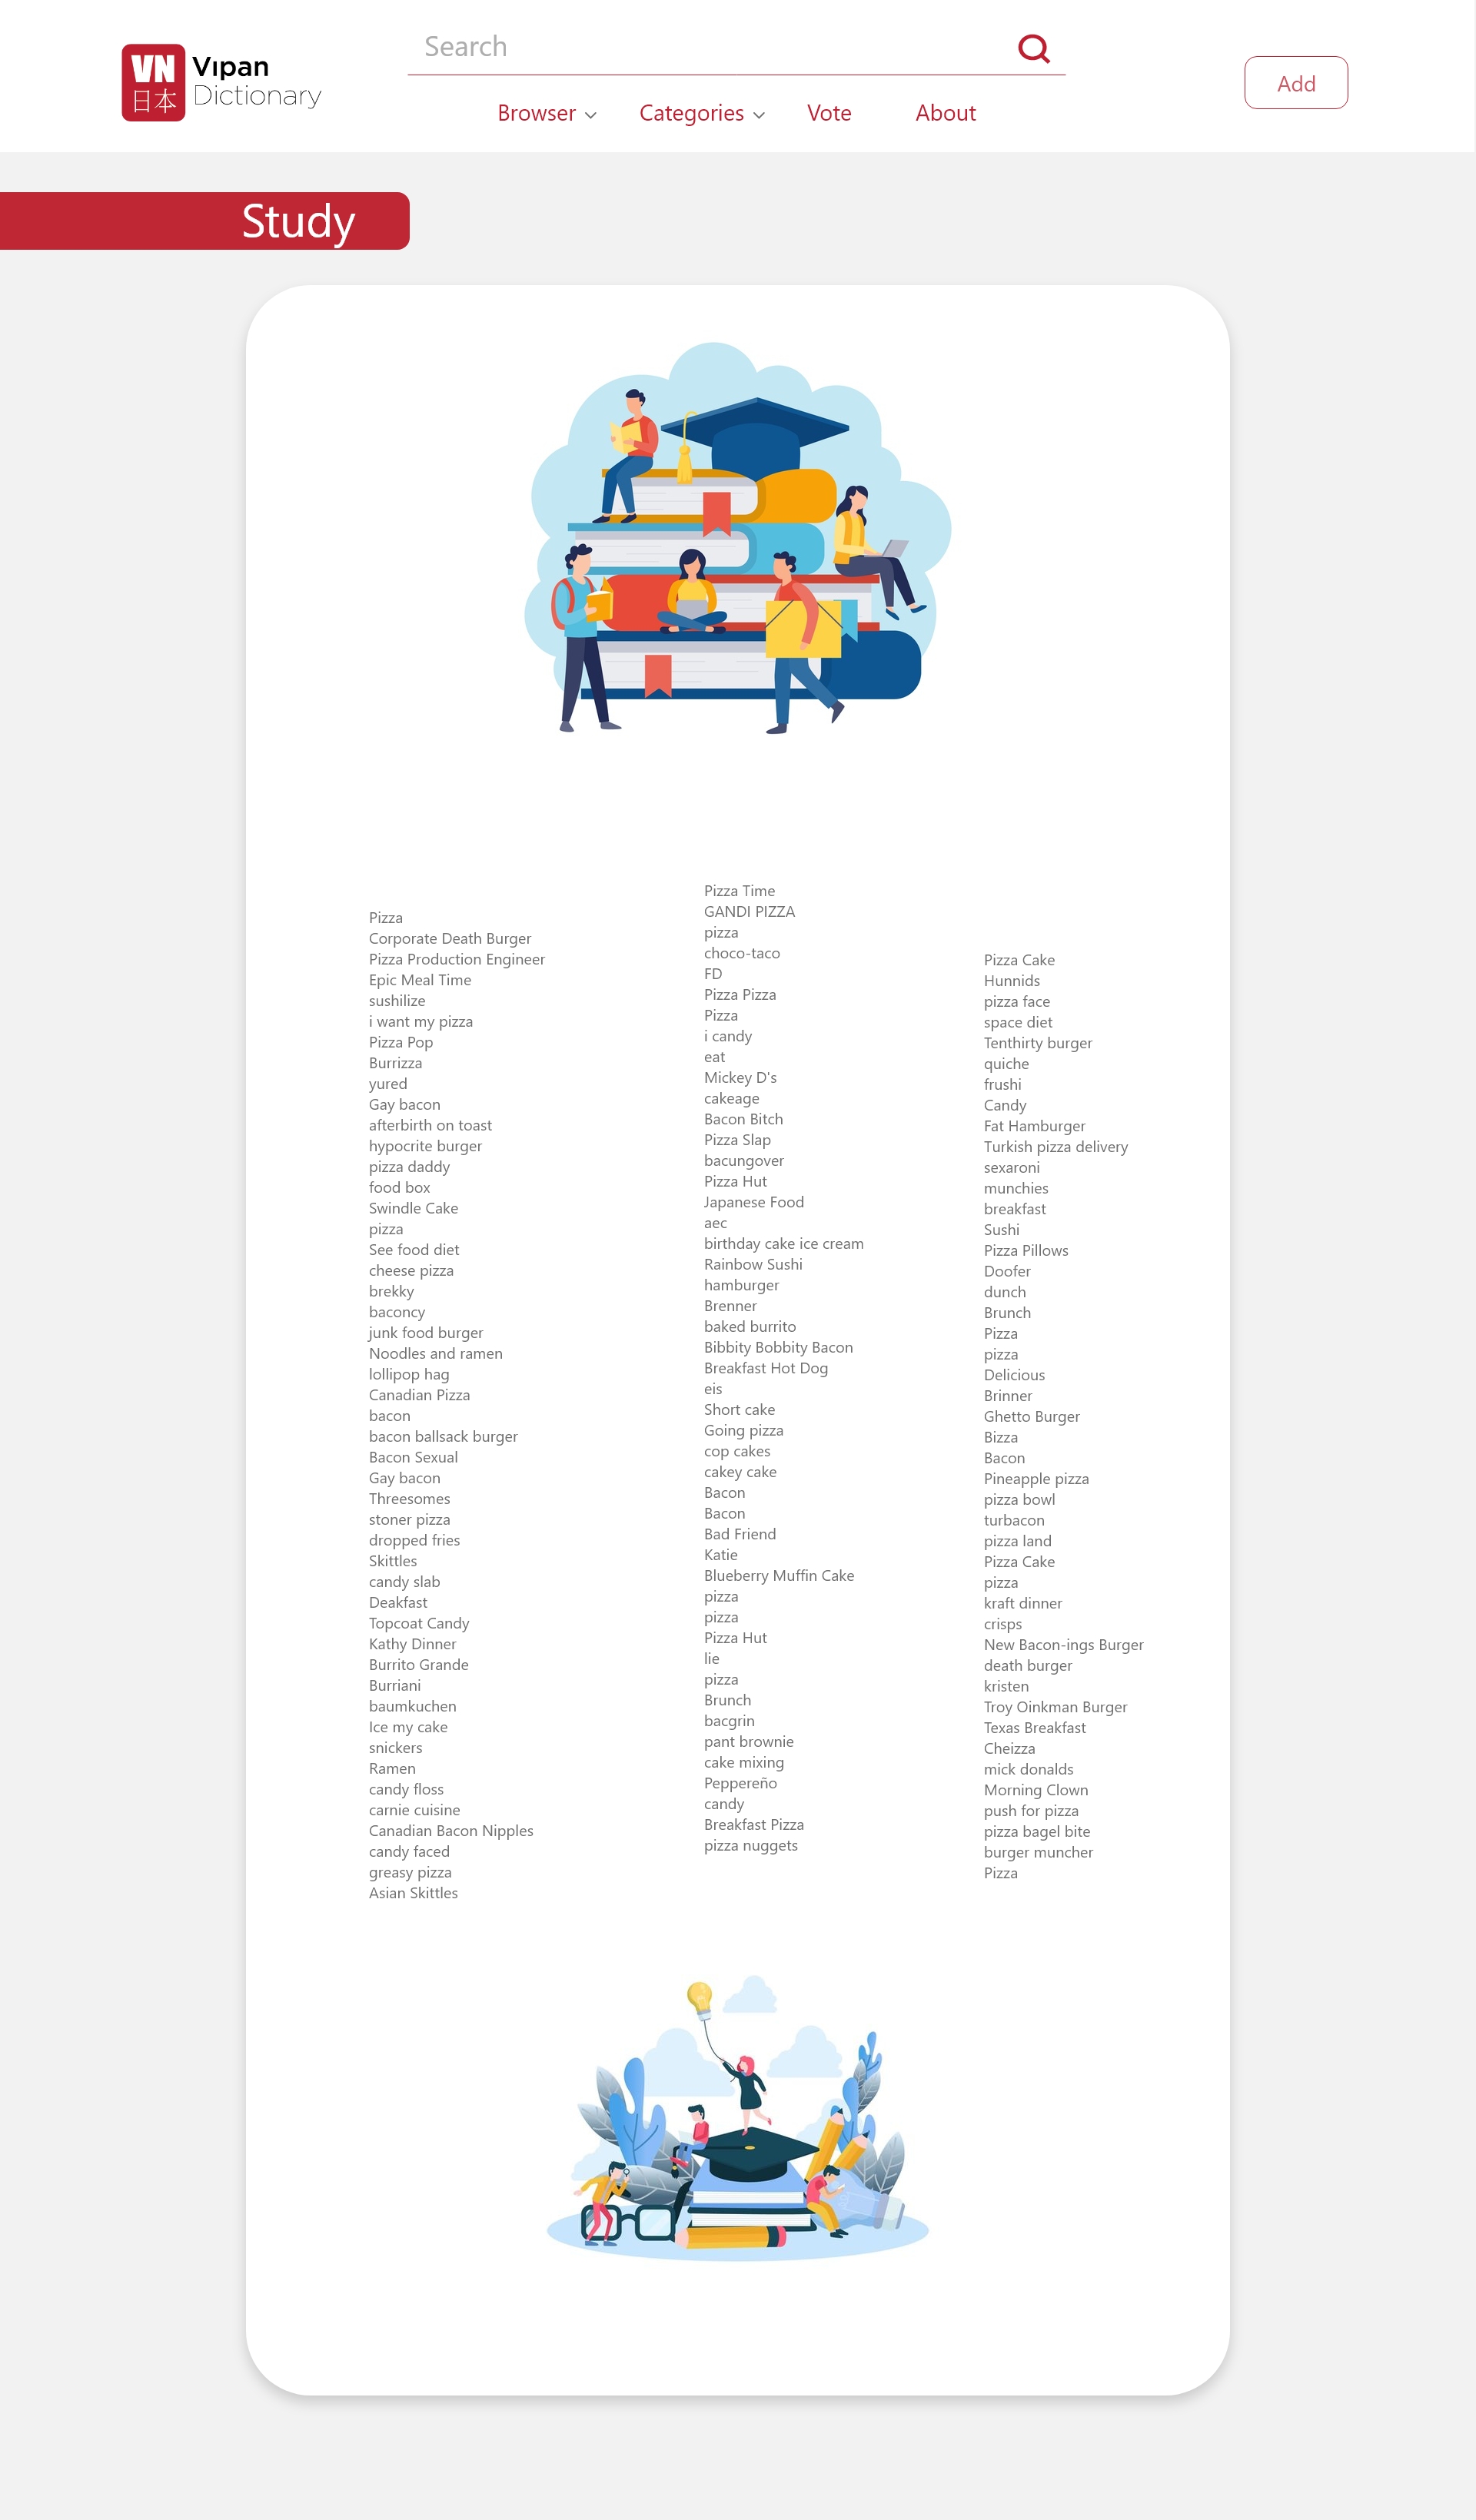 Search
VN
日本
Vıpan
Dictionary
Add
Browser
Categories
Vote
About
Study
Pizza
Corporate Death Burger
Pizza Production Engineer
Epic Meal Time
sushilize
i want my pizza
Pizza Pop
Burrizza
yured
Gay bacon
afterbirth on toast
hypocrite burger
pizza daddy
food box
Swindle Cake
pizza
See food diet
cheese pizza
brekky
baconcy
junk food burger
Noodles and ramen
lollipop hag
Canadian Pizza
bacon
bacon ballsack burger
Bacon Sexual
Gay bacon
Threesomes
stoner pizza
dropped fries
Skittles
candy slab
Deakfast
Topcoat Candy
Kathy Dinner
Burrito Grande
Burriani
baumkuchen
Ice my cake
snickers
Ramen
candy floss
carnie cuisine
Canadian Bacon Nipples
candy faced
greasy pizza
Asian Skittles
Pizza Time
GANDI PIZZA
pizza
choco-taco
FD
Pizza Pizza
Pizza
i candy
eat
Mickey D's
cakeage
Bacon Bitch
Pizza Slap
bacungover
Pizza Hut
Japanese Food
aec
birthday cake ice cream
Rainbow Sushi
hamburger
Brenner
baked burrito
Bibbity Bobbity Bacon
Breakfast Hot Dog
eis
Short cake
Going pizza
cop cakes
cakey cake
Bacon
Bacon
Bad Friend
Katie
Blueberry Muffin Cake
pizza
pizza
Pizza Hut
lie
pizza
Brunch
bacgrin
pant brownie
cake mixing
Peppereño
candy
Breakfast Pizza
pizza nuggets
Pizza Cake
Hunnids
pizza face
space diet
Tenthirty burger
quiche
frushi
Candy
Fat Hamburger
Turkish pizza delivery
sexaroni
munchies
breakfast
Sushi
Pizza Pillows
Doofer
dunch
Brunch
Pizza
pizza
Delicious
Brinner
Ghetto Burger
Bizza
Bacon
Pineapple pizza
pizza bowl
turbacon
pizza land
Pizza Cake
pizza
kraft dinner
crisps
New Bacon-ings Burger
death burger
kristen
Troy Oinkman Burger
Texas Breakfast
Cheizza
mick donalds
Morning Clown
push for pizza
pizza bagel bite
burger muncher
Pizza